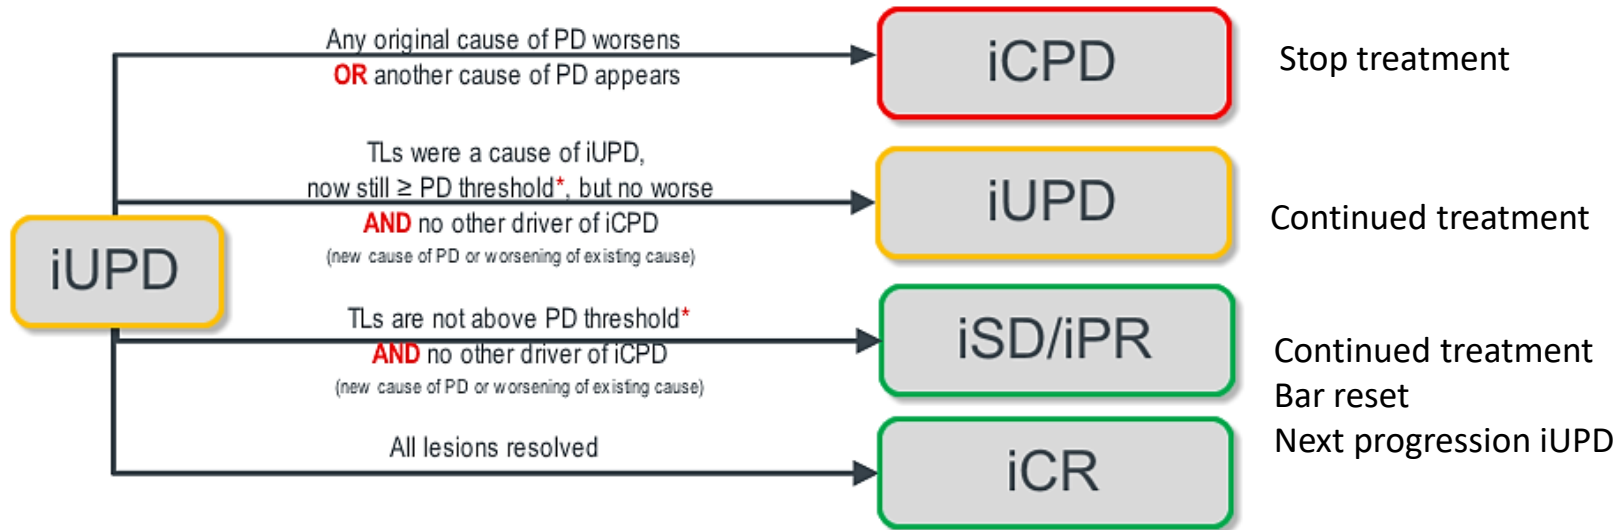 Any original cause of PD worsens
OR another cause of PD appears
iCPD
Stop treatment
TLs were a cause of iUPD,
now still ≥ PD threshold*, but no worse
AND no other driver of iCPD
(new cause of PD or worsening of existing cause)
iUPD
Continued treatment
iUPD
TLs are not above PD threshold*
AND no other driver of iCPD
(new cause of PD or worsening of existing cause)
iSD/iPR
Continued treatment
Bar reset
Next progression iUPD
All lesions resolved
iCR